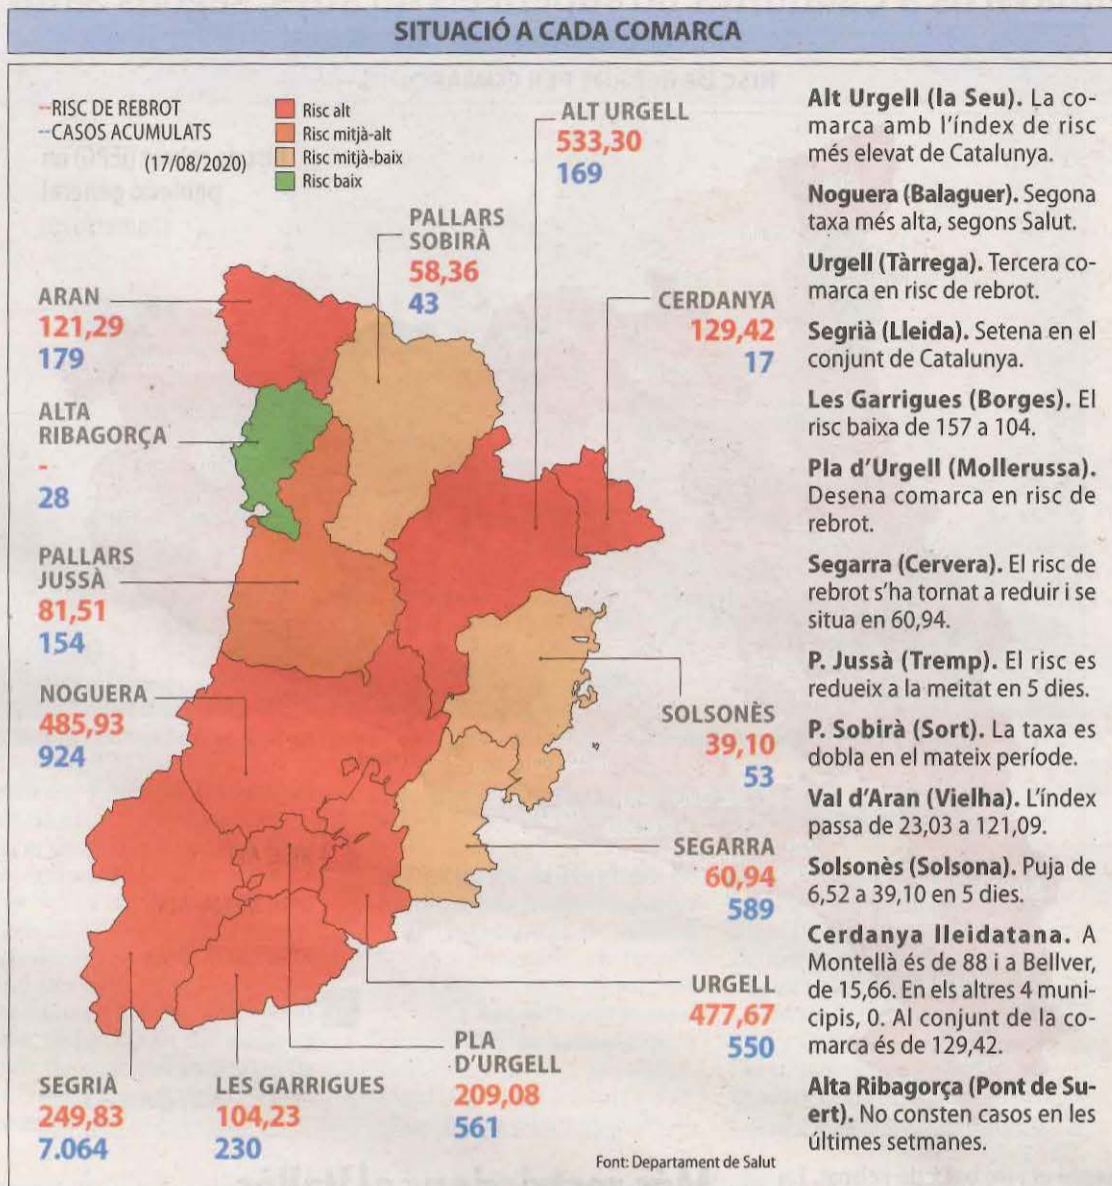 SITUACIÓ A CADA COMARCA
--RISC DE REBROT
--CASOS ACUMULATS
(17/08/2020)
Risc alt
Risc mitjà-alt
Risc mitjà-baix
Risc baix
ALT URGELL
533,30
169
PALLARS
SOBIRÀ
58,36
43
ARAN
121,29
179
CERDANYA
129,42
17
ALTA
RIBAGORÇA
-
28
PALLARS
JUSSÀ
81,51
154
NOGUERA
485,93
924
SOLSONÈS
39,10
53
SEGARRA
60,94
589
URGELL
477,67
550
PLA
D'URGELL
209,08
561
SEGRIÀ
249,83
7.064
LES GARRIGUES
104,23
230
Font: Departament de Salut
Alt Urgell (la Seu). La co-
marca amb l'índex de risc
més elevat de Catalunya.
Noguera (Balaguer). Segona
taxa més alta, segons Salut.
Urgell (Tàrrega). Tercera co-
marca en risc de rebrot.
Segrià (Lleida). Setena en el
conjunt de Catalunya.
Les Garrigues (Borges). El
risc baixa de 157 a 104.
Pla d'Urgell (Mollerussa).
Desena comarca en risc de
rebrot.
Segarra (Cervera). El risc de
rebrot s'ha tornat a reduir i se
situa en 60,94.
P. Jussà (Tremp). El risc es
redueix a la meitat en 5 dies.
P. Sobirà (Sort). La taxa es
dobla en el mateix període.
Val d'Aran (Vielha). L'índex
passa de 23,03 a 121,09.
Solsonès (Solsona). Puja de
6,52 a 39,10 en 5 dies.
Cerdanya lleidatana. A
Montellà és de 88 i a Bellver,
de 15,66. En els altres 4 muni-
cipis, 0. Al conjunt de la co-
marca és de 129,42.
Alta Ribagorça (Pont de Su-
ert). No consten casos en les
últimes setmanes.